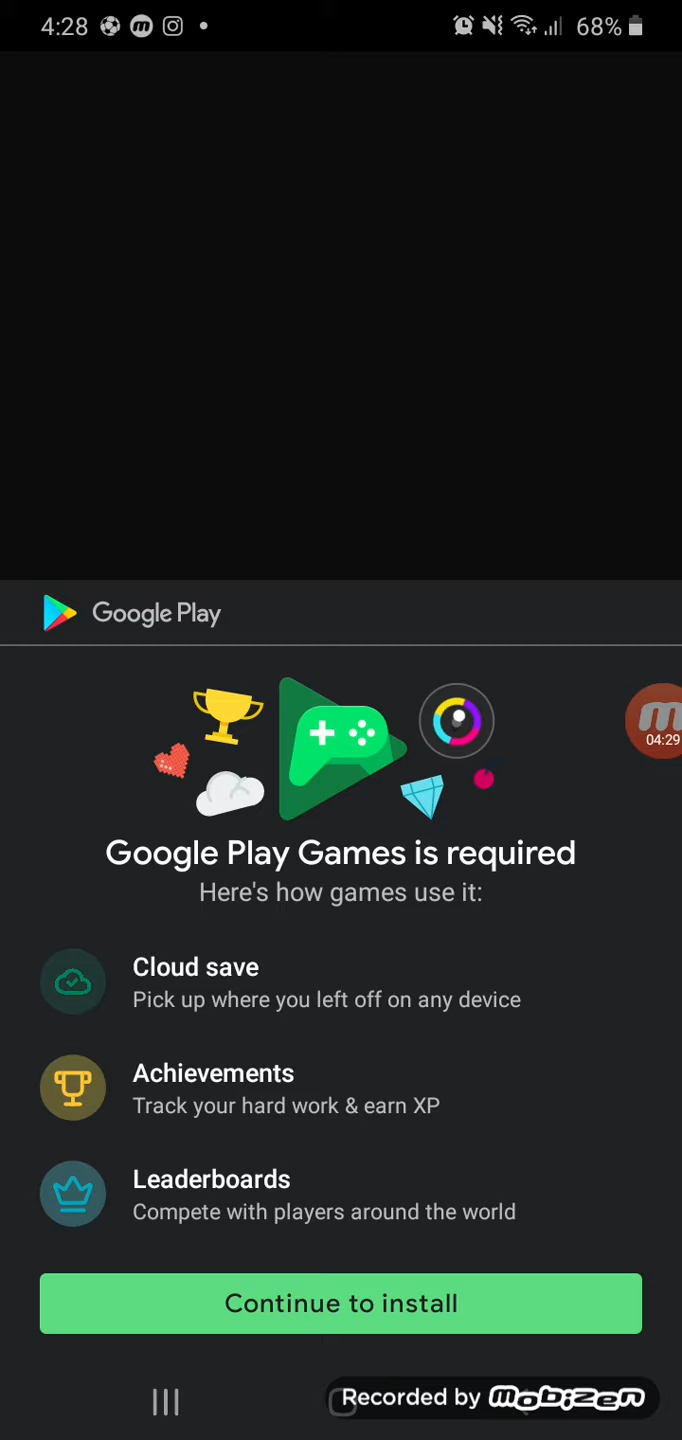 4:28 68%
Google Play
04:29
Google Play Games is required
Here's how games use it:
Cloud save
Pick up where you left off on any device
Achievements
Track your hard work & earn XP
Leaderboards
Compete with players around the world
Continue to install
Recorded by mobizen